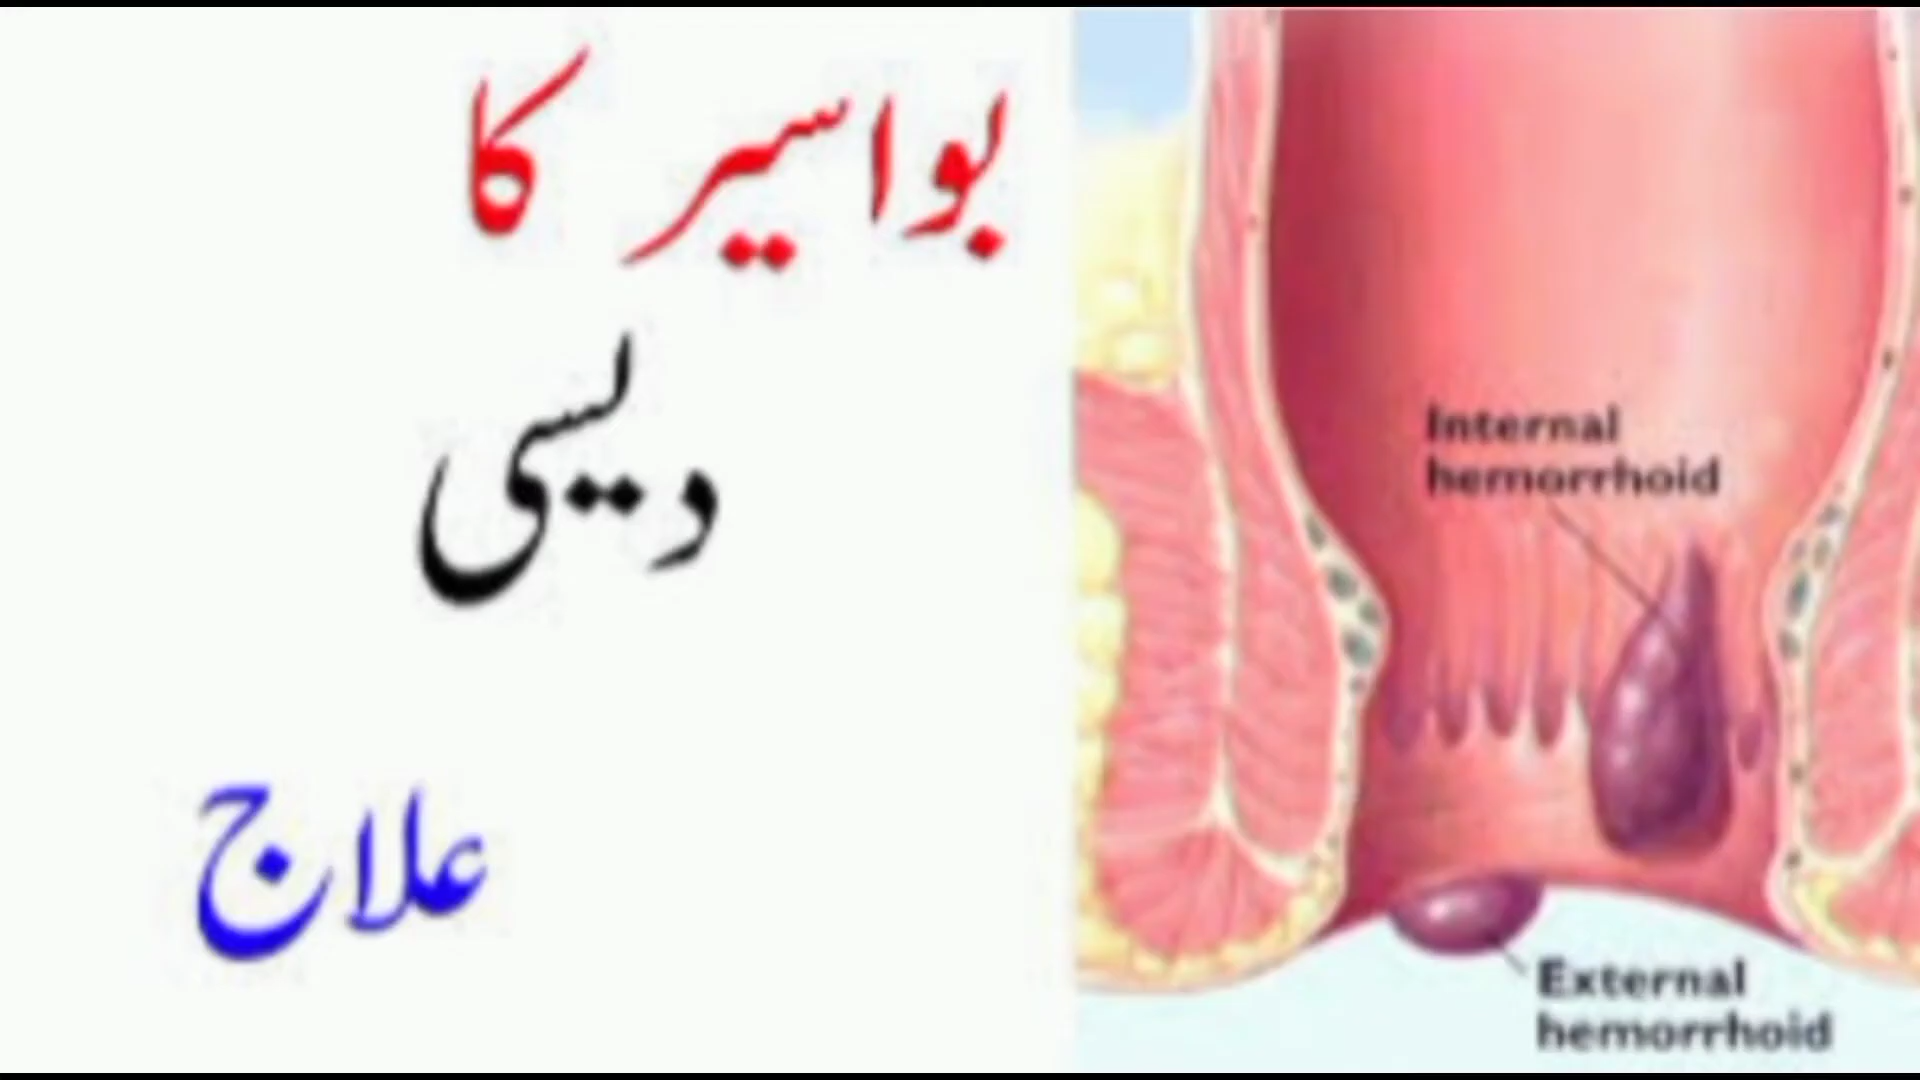 بواسیر کا
دیسی
علاج
Internal
hemorrhoid
External
hemorrhoid